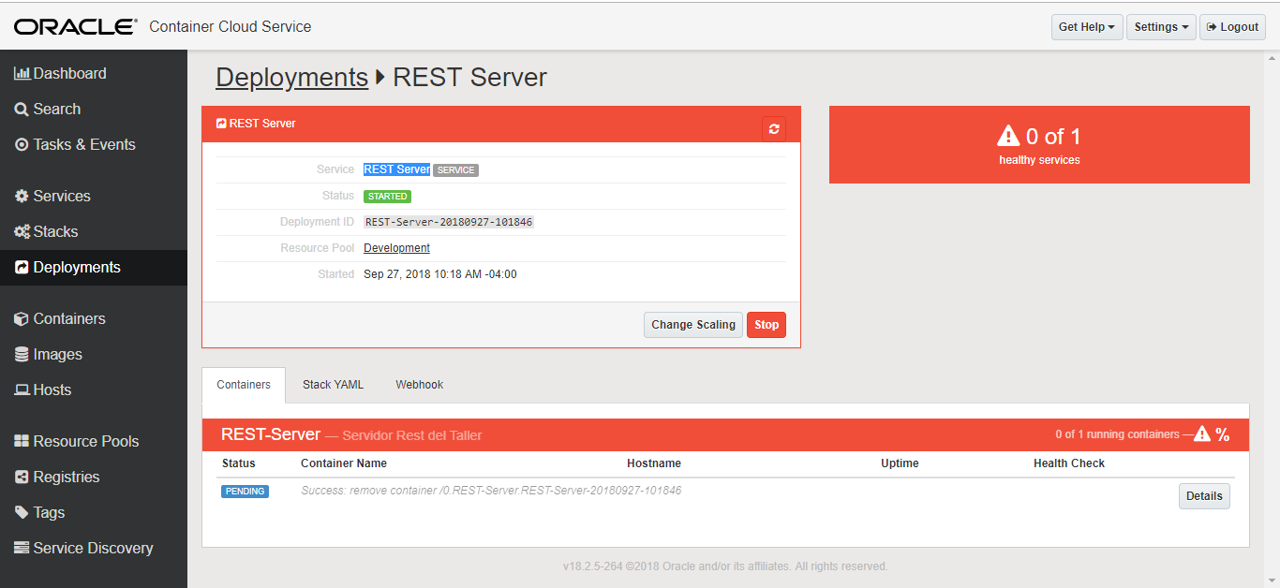 ORACLE® Container Cloud Service
Get Help
Settings
Logout
Dashboard
Search
Tasks & Events
Services
Stacks
Deployments
Containers
Images
Hosts
Resource Pools
Registries
Tags
Service Discovery
Deployments REST Server
REST Server
Service REST Server SERVICE
Status STARTED
Deployment ID REST-Server-20180927-101846
Resource Pool Development
Started Sep 27, 2018 10:18 AM -04:00
Change Scaling Stop
0 of 1
healthy services
Containers Stack YAML Webhook
REST-Server — Servidor Rest del Taller 0 of 1 running containers — %
Status Container Name Hostname Uptime Health Check
PENDING Success: remove container /0.REST-Server.REST-Server-20180927-101846 Details
v18.2.5-264 ©2018 Oracle and/or its affiliates. All rights reserved.